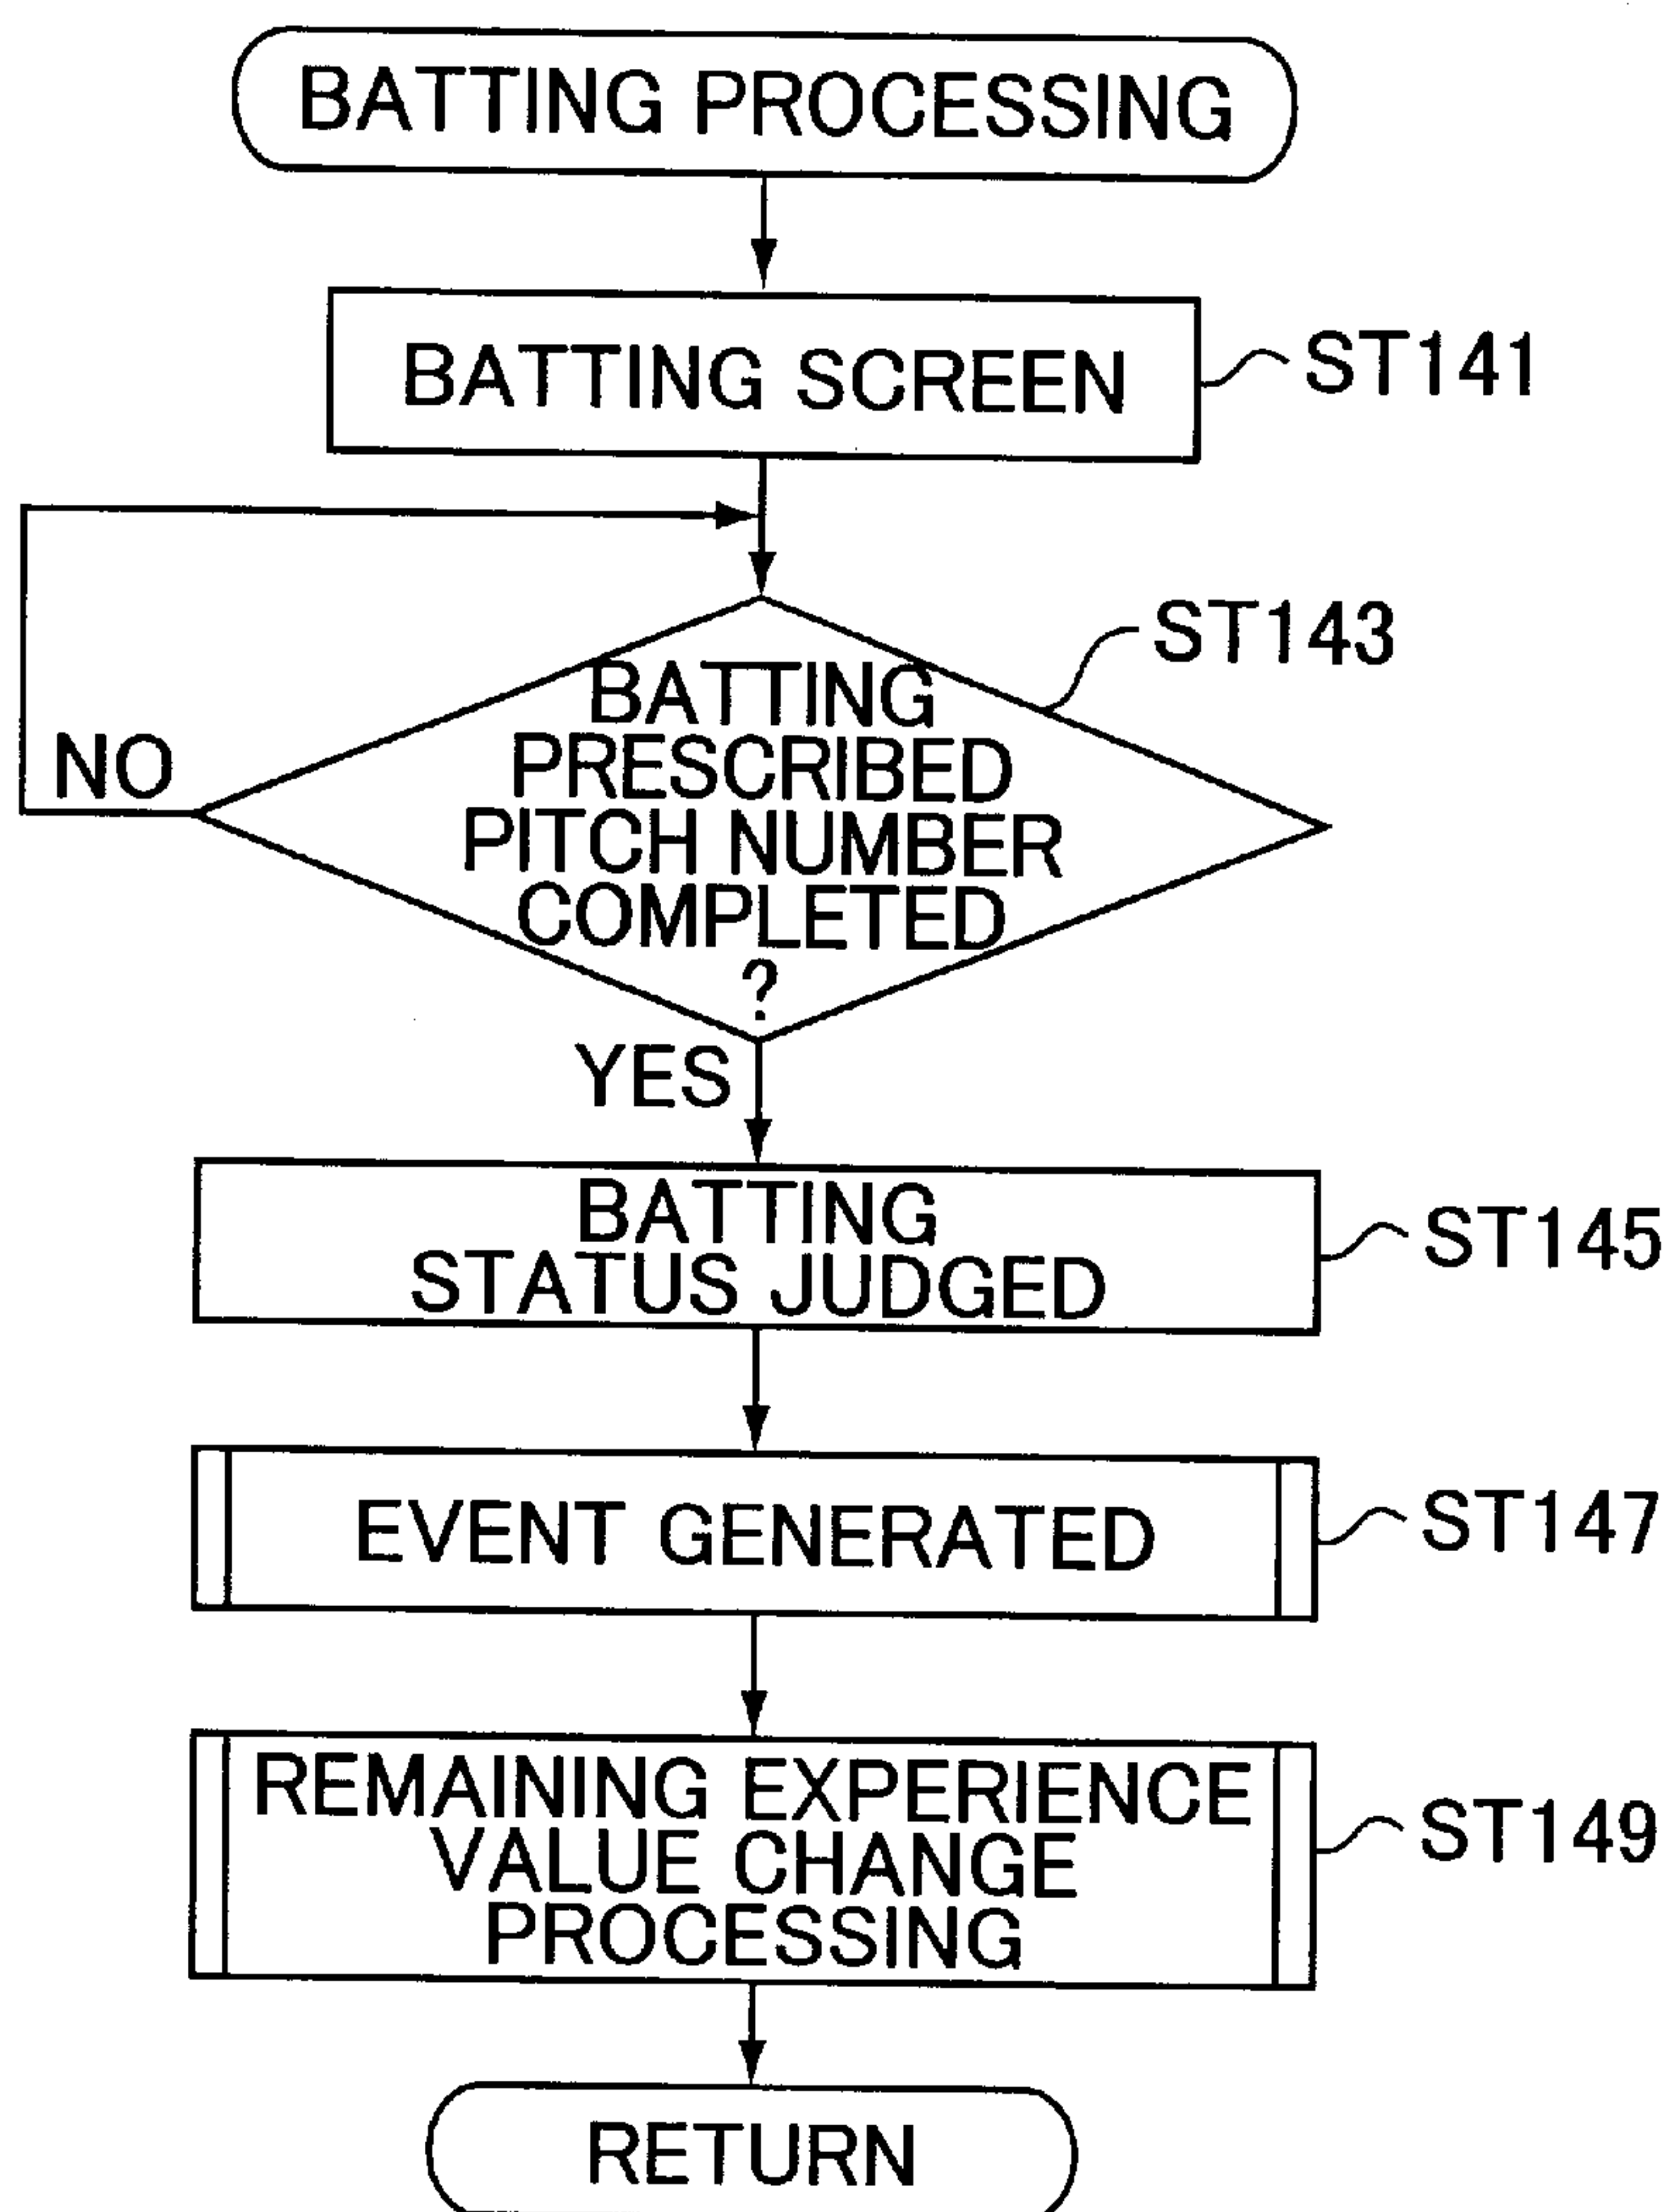 BATTING PROCESSING
BATTING SCREEN
ST141
ST143
BATTING
PRESCRIBED
PITCH NUMBER
COMPLETED
?
NO
YES
BATTING
STATUS JUDGED
ST145
EVENT GENERATED
ST147
REMAINING EXPERIENCE
VALUE CHANGE
PROCESSING
ST149
RETURN